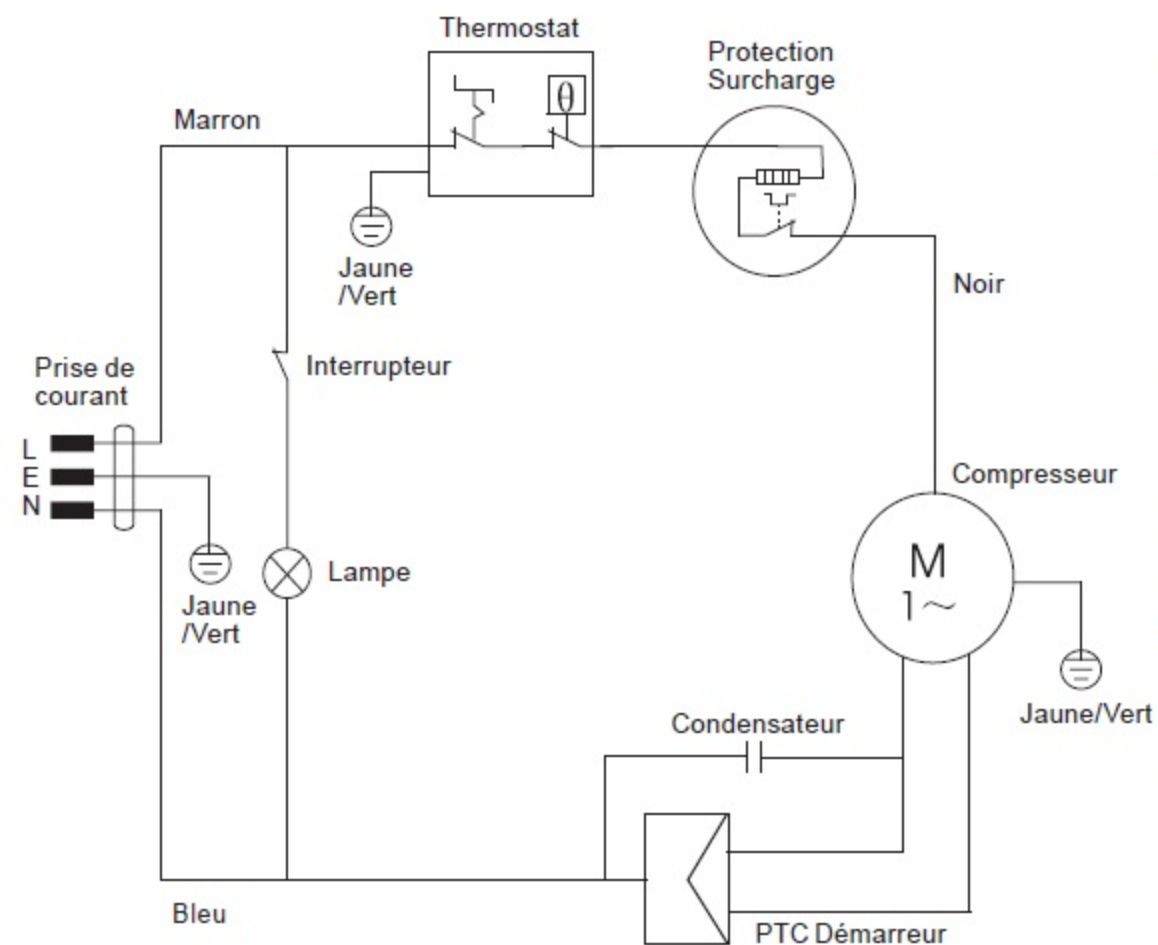 Thermostat
Protection
Surcharge
Marron
θ
Jaune
/Vert
Noir
Interrupteur
Prise de
courant
L
E
N
Compresseur
M
1~
Lampe
Jaune
/Vert
Jaune/Vert
Condensateur
Bleu
PTC Démarreur